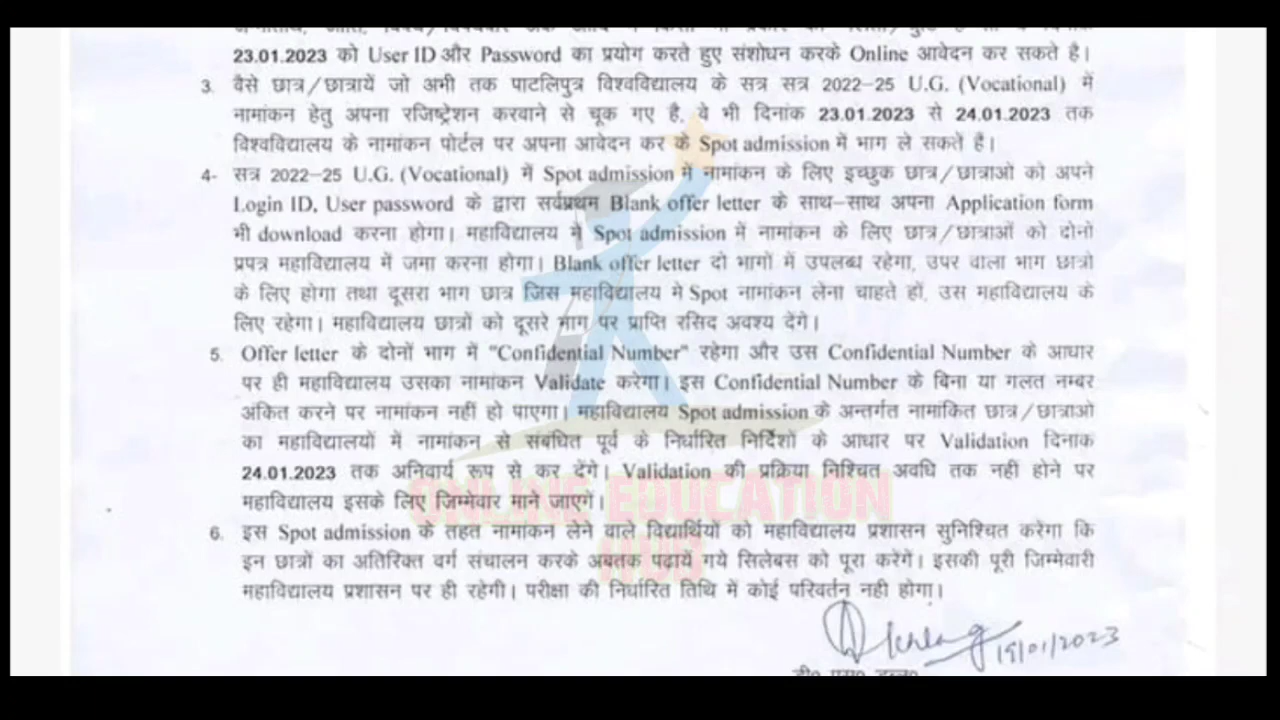 23.01.2023 को User ID और Password का प्रयोग करते हुए संशोधन करके Online आवेदन कर सकते है।
3. वैसे छात्र/छात्रायें जो अभी तक पाटलिपुत्र विश्वविद्यालय के सत्र सत्र 2022-25 U.G. (Vocational) में
नामांकन हेतु अपना रजिष्ट्रेशन करवाने से चूक गए है, वे भी दिनांक 23.01.2023 से 24.01.2023 तक
विश्वविद्यालय के नामांकन पोर्टल पर अपना आवेदन कर के Spot admission में भाग ले सकते है।
4- सत्र 2022-25 U.G. (Vocational) में Spot admission में नामांकन के लिए इच्छुक छात्र/छात्राओ को अपने
Login ID, User password के द्वारा सर्वप्रथम Blank offer letter के साथ-साथ अपना Application form
भी download करना होगा। महाविद्यालय में Spot admission में नामांकन के लिए छात्र/छात्राओं को दोनो
प्रपत्र महाविद्यालय में जमा करना होगा। Blank offer letter दो भागों में उपलब्ध रहेगा, उपर वाला भाग छात्रो
के लिए होगा तथा दूसरा भाग छात्र जिस महाविद्यालय मे Spot नामांकन लेना चाहते हों, उस महाविद्यालय के
लिए रहेगा। महाविद्यालय छात्रों को दूसरे भाग पर प्राप्ति रसिद अवश्य देंगे।
5. Offer letter के दोनों भाग में "Confidential Number" रहेगा और उस Confidential Number के आधार
पर ही महाविद्यालय उसका नामांकन Validate करेगा। इस Confidential Number के बिना या गलत नम्बर
अंकित करने पर नामांकन नहीं हो पाएगा। महाविद्यालय Spot admission के अन्तर्गत नामांकित छात्र/छात्राओ
का महाविद्यालयों में नामांकन से संबंधित पूर्व के निर्धारित निर्दिशो के आधार पर Validation दिनांक
24.01.2023 तक अनिवार्य रूप से कर देंगे। Validation की प्रक्रिया निश्चित अवधि तक नहीं होने पर
महाविद्यालय इसके लिए जिम्मेवार माने जाएगें।
ONLINE EDUCATION
HUB
6. इस Spot admission के तहत नामांकन लेने वाले विद्यार्थियों को महाविद्यालय प्रशासन सुनिश्चित करेगा कि
इन छात्रों का अतिरिक्त वर्ग संचालन करके अबतक पढाये गये सिलेबस को पूरा करेंगें। इसकी पूरी जिम्मेवारी
महाविद्यालय प्रशासन पर ही रहेगी। परीक्षा की निर्धारित तिथि में कोई परिवर्तन नही होगा।
19/01/2023